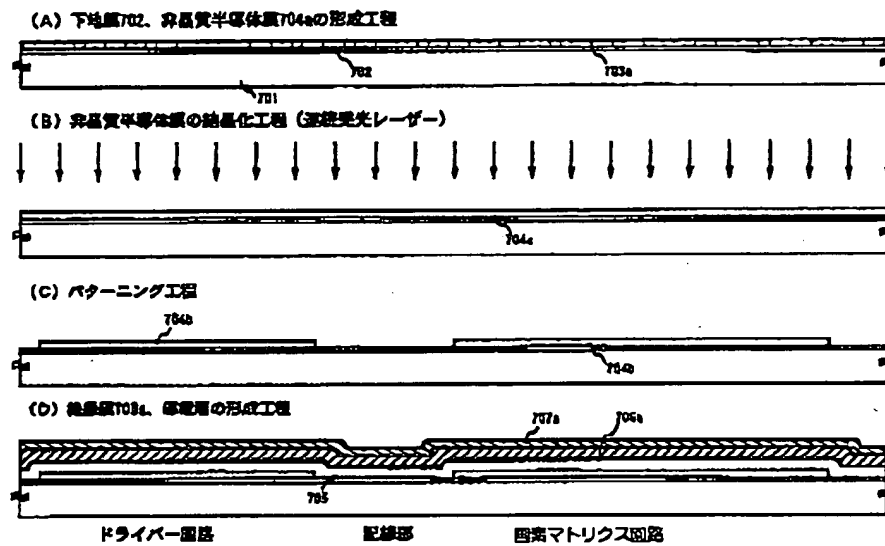 (A) 下地膜702、非晶質半導体膜704aの形成工程
702
703a
701
(B) 非晶質半導体膜の結晶化工程 (連続発光レーザー)
704c
(C) パターニング工程
704b
704b
(D) 絶縁膜703a、導電層の形成工程
707a
706a
705
ドライバー回路 配線部 画素マトリクス回路